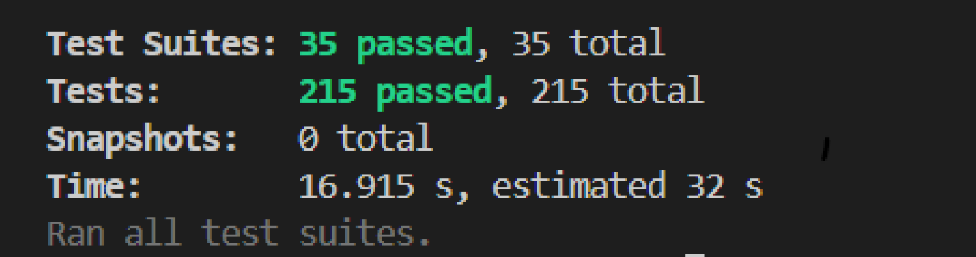 Test Suites: 35 passed, 35 total
Tests: 215 passed, 215 total
Snapshots: 0 total
Time: 16.915 s, estimated 32 s
Ran all test suites.